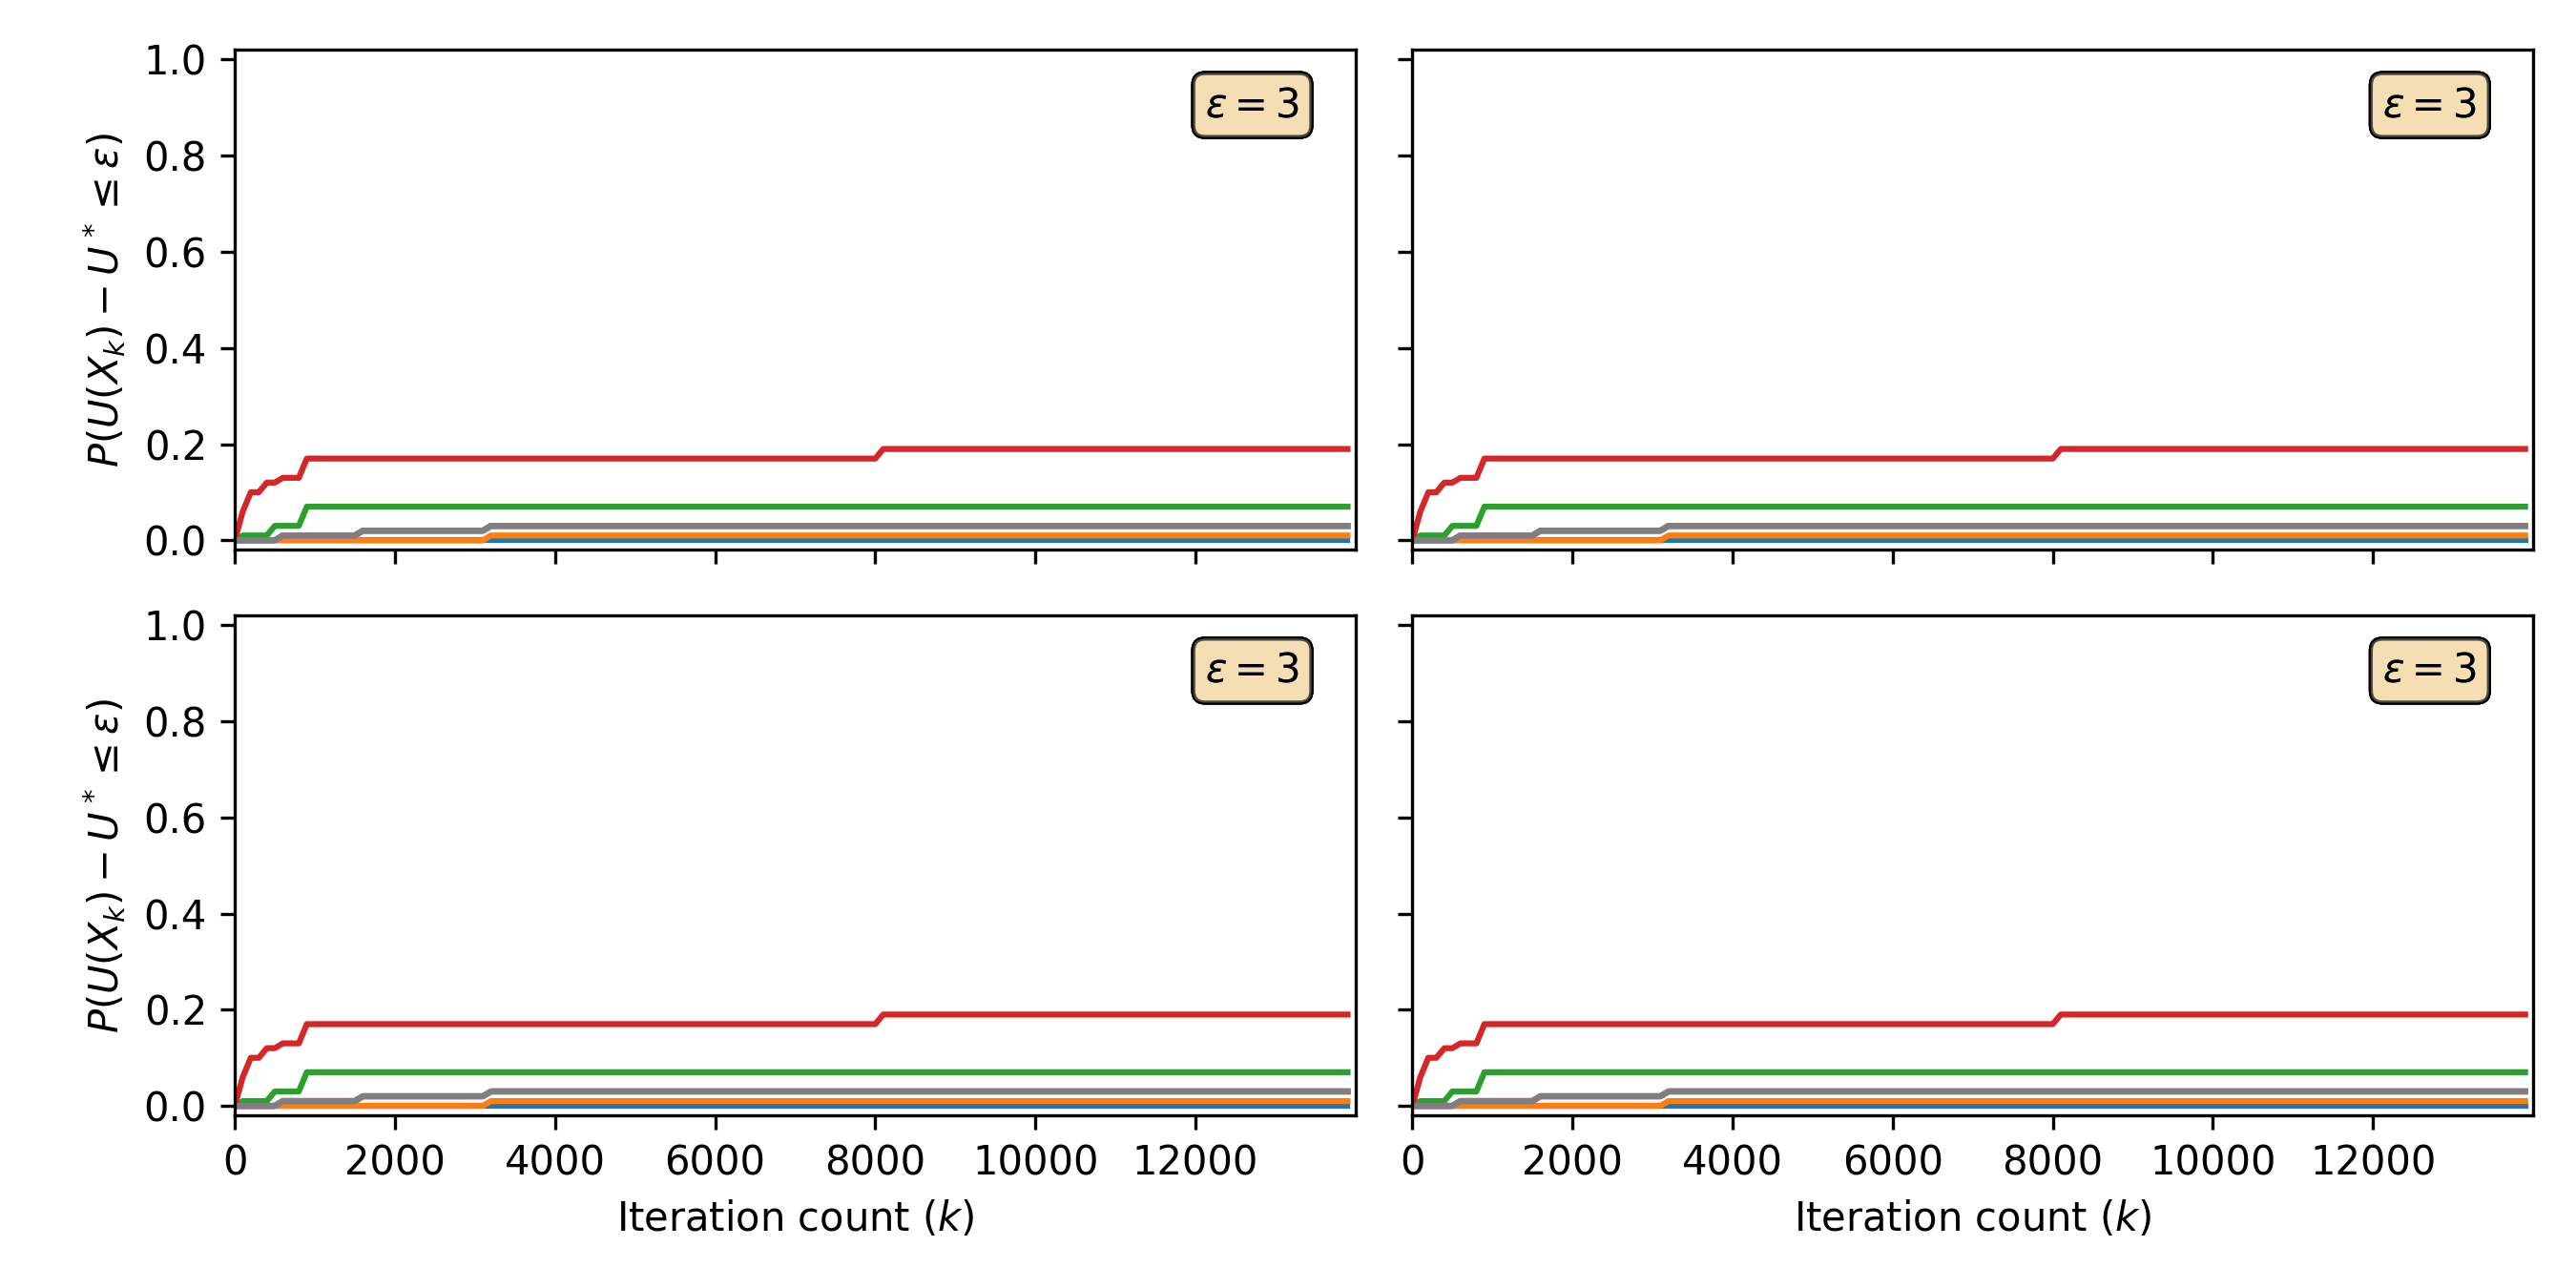 1.0
0.8
0.6
0.4
0.2
0.0
P(U(X_k) − U^* ≤ ε)
ε = 3
ε = 3
1.0
0.8
0.6
0.4
0.2
0.0
P(U(X_k) − U^* ≤ ε)
ε = 3
ε = 3
0 2000 4000 6000 8000 10000 12000
Iteration count (k)
0 2000 4000 6000 8000 10000 12000
Iteration count (k)